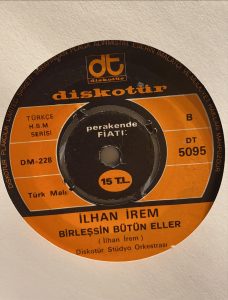 dt
diskotür
diskotür
TÜRKÇE
H.B.M
SERİSİ
perakende
FİATI:
B
DT
5095
DM-228
Türk Malı
15 T.L.
İLHAN İREM
BİRLEŞSİN BÜTÜN ELLER
( İlhan İrem )
Diskotür Stüdyo Orkestrası